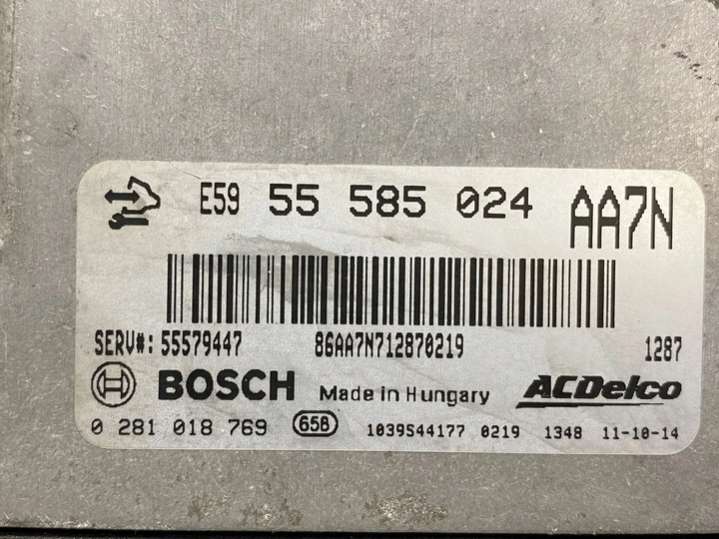 E59 55 585 024 AA7N
SERV#: 55579447 86AA7N712870219 1287
BOSCH Made in Hungary ACDelco
0 281 018 769 658 1039S44177 0219 1348 11-10-14